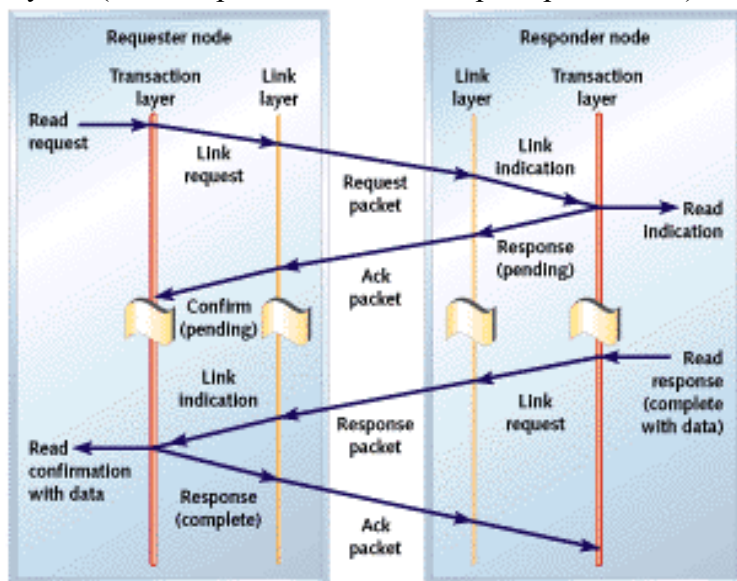 Requester node
Responder node
Transaction
layer
Link
layer
Link
layer
Transaction
layer
Read
request
Link
request
Request
packet
Link
indication
Read
indication
Response
(pending)
Ack
packet
Confirm
(pending)
Read
response
(complete
with data)
Link
request
Response
packet
Link
indication
Read
confirmation
with data
Response
(complete)
Ack
packet